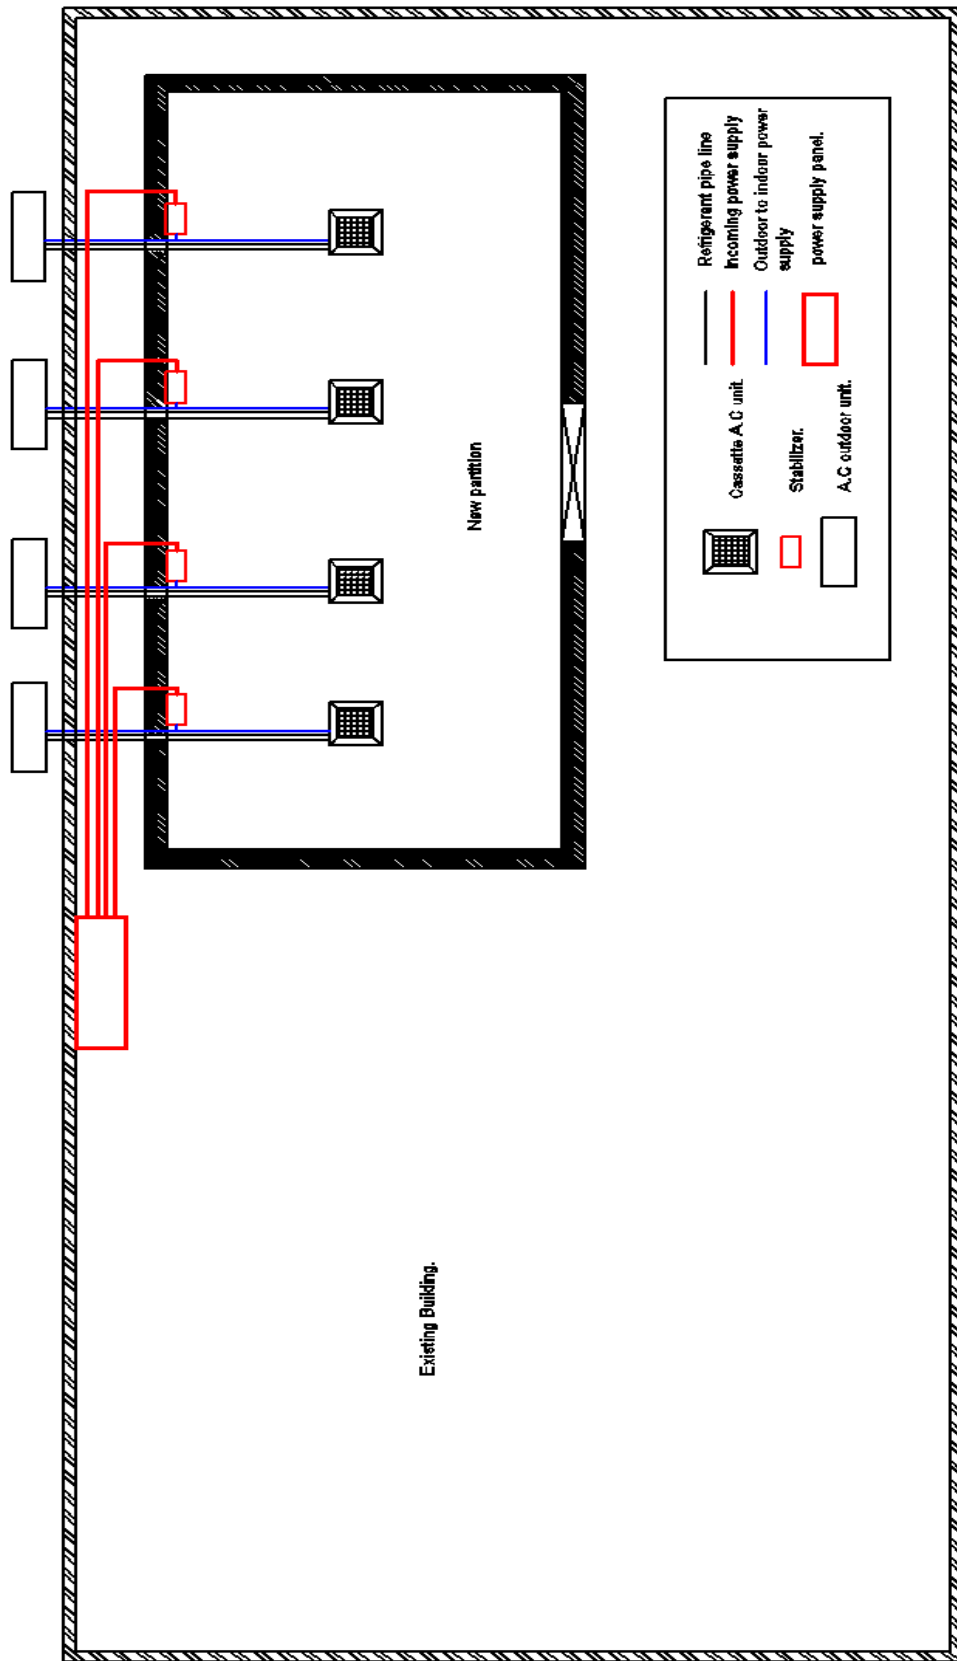 Refrigerant pipe line
Incoming power supply
Outdoor to indoor power
supply
power supply panel.
Cassette A.C unit.
Stabilizer.
A.C outdoor unit.
New partition
Existing Building.